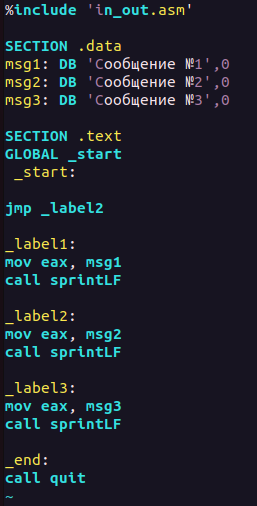 %include 'in_out.asm'
SECTION .data
msg1: DB 'Сообщение №1',0
msg2: DB 'Сообщение №2',0
msg3: DB 'Сообщение №3',0
SECTION .text
GLOBAL _start
_start:
jmp _label2
_label1:
mov eax, msg1
call sprintLF
_label2:
mov eax, msg2
call sprintLF
_label3:
mov eax, msg3
call sprintLF
_end:
call quit
~